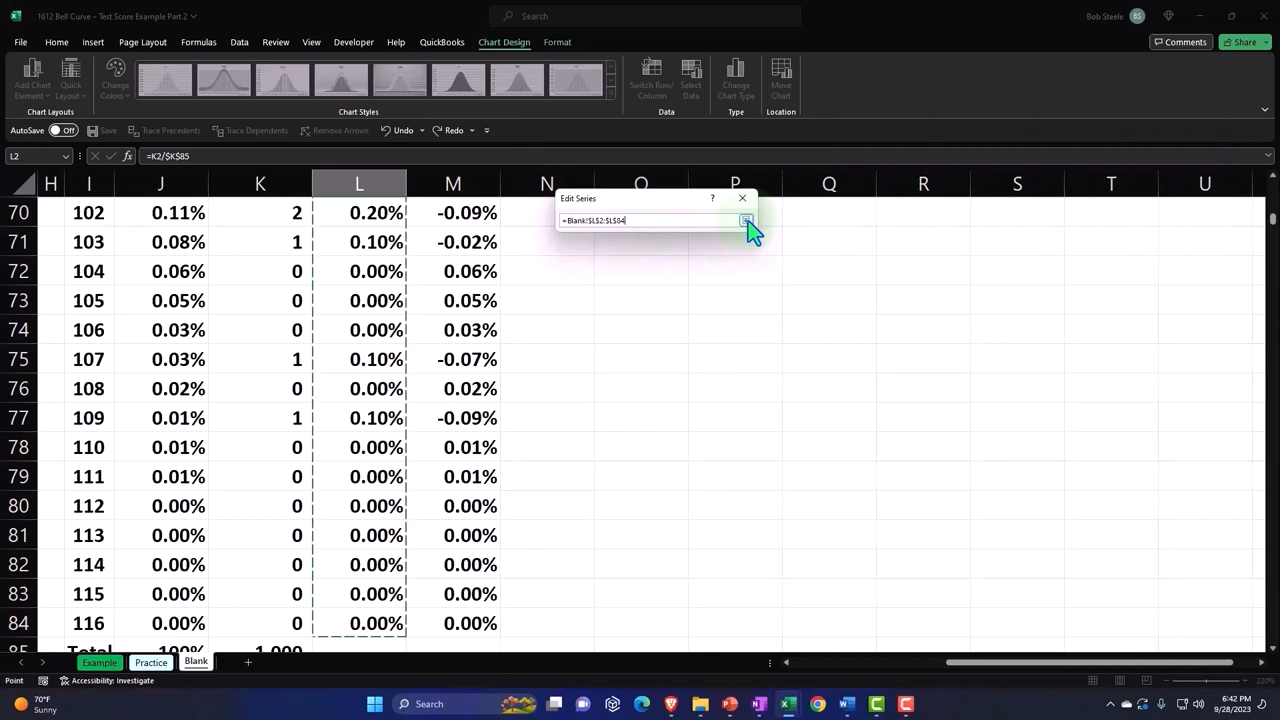 1612 Bell Curve – Test Score Example Part 2
Search
Bob Steele BS
File Home Insert Page Layout Formulas Data Review View Developer Help QuickBooks Chart Design Format
Comments Share
Add Chart Element
Quick Layout
Change Colors
Switch Row/ Column
Select Data
Change Chart Type
Move Chart
Chart Layouts Chart Styles Data Type Location
AutoSave Off Save Trace Precedents Trace Dependents Remove Arrows Undo Redo
L2 fx =K2/$K$85
H I J K L M N O P Q R S T U
Edit Series ?
=Blank!$L$2:$L$84
70 102 0.11% 2 0.20% -0.09%
71 103 0.08% 1 0.10% -0.02%
72 104 0.06% 0 0.00% 0.06%
73 105 0.05% 0 0.00% 0.05%
74 106 0.03% 0 0.00% 0.03%
75 107 0.03% 1 0.10% -0.07%
76 108 0.02% 0 0.00% 0.02%
77 109 0.01% 1 0.10% -0.09%
78 110 0.01% 0 0.00% 0.01%
79 111 0.01% 0 0.00% 0.01%
80 112 0.00% 0 0.00% 0.00%
81 113 0.00% 0 0.00% 0.00%
82 114 0.00% 0 0.00% 0.00%
83 115 0.00% 0 0.00% 0.00%
84 116 0.00% 0 0.00% 0.00%
85 Total 100% 1,000
Example Practice Blank
Point Accessibility: Investigate 220%
70°F
Sunny
Search
6:42 PM
9/28/2023